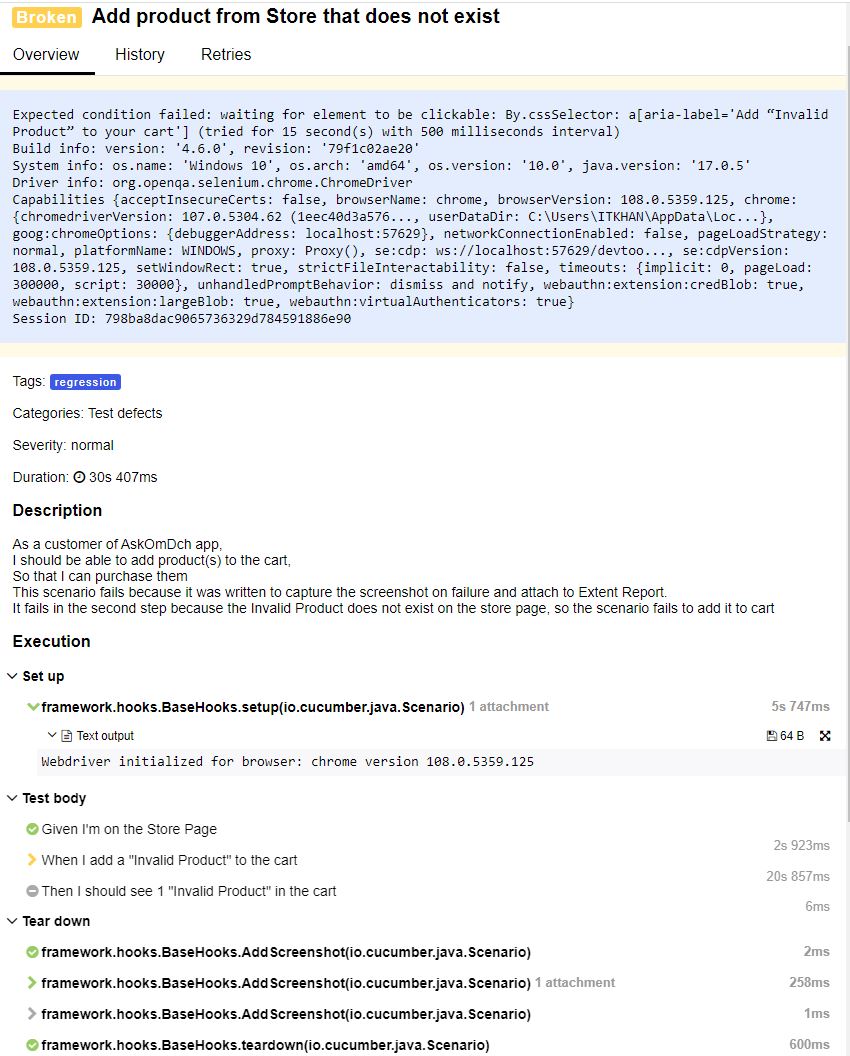 Broken Add product from Store that does not exist
Overview History Retries
Expected condition failed: waiting for element to be clickable: By.cssSelector: a[aria-label='Add “Invalid
Product” to your cart'] (tried for 15 second(s) with 500 milliseconds interval)
Build info: version: '4.6.0', revision: '79f1c02ae20'
System info: os.name: 'Windows 10', os.arch: 'amd64', os.version: '10.0', java.version: '17.0.5'
Driver info: org.openqa.selenium.chrome.ChromeDriver
Capabilities {acceptInsecureCerts: false, browserName: chrome, browserVersion: 108.0.5359.125, chrome:
{chromedriverVersion: 107.0.5304.62 (1eec40d3a576..., userDataDir: C:\Users\ITKHAN\AppData\Loc...},
goog:chromeOptions: {debuggerAddress: localhost:57629}, networkConnectionEnabled: false, pageLoadStrategy:
normal, platformName: WINDOWS, proxy: Proxy(), se:cdp: ws://localhost:57629/devtoo..., se:cdpVersion:
108.0.5359.125, setWindowRect: true, strictFileInteractability: false, timeouts: {implicit: 0, pageLoad:
300000, script: 30000}, unhandledPromptBehavior: dismiss and notify, webauthn:extension:credBlob: true,
webauthn:extension:largeBlob: true, webauthn:virtualAuthenticators: true}
Session ID: 798ba8dac9065736329d784591886e90
Tags: regression
Categories: Test defects
Severity: normal
Duration: 30s 407ms
Description
As a customer of AskOmDch app,
I should be able to add product(s) to the cart,
So that I can purchase them
This scenario fails because it was written to capture the screenshot on failure and attach to Extent Report.
It fails in the second step because the Invalid Product does not exist on the store page, so the scenario fails to add it to cart
Execution
Set up
framework.hooks.BaseHooks.setup(io.cucumber.java.Scenario) 1 attachment 5s 747ms
Text output 64 B
Webdriver initialized for browser: chrome version 108.0.5359.125
Test body
Given I'm on the Store Page
2s 923ms
When I add a "Invalid Product" to the cart
20s 857ms
Then I should see 1 "Invalid Product" in the cart
6ms
Tear down
framework.hooks.BaseHooks.AddScreenshot(io.cucumber.java.Scenario) 2ms
framework.hooks.BaseHooks.AddScreenshot(io.cucumber.java.Scenario) 1 attachment 258ms
framework.hooks.BaseHooks.AddScreenshot(io.cucumber.java.Scenario) 1ms
framework.hooks.BaseHooks.teardown(io.cucumber.java.Scenario) 600ms